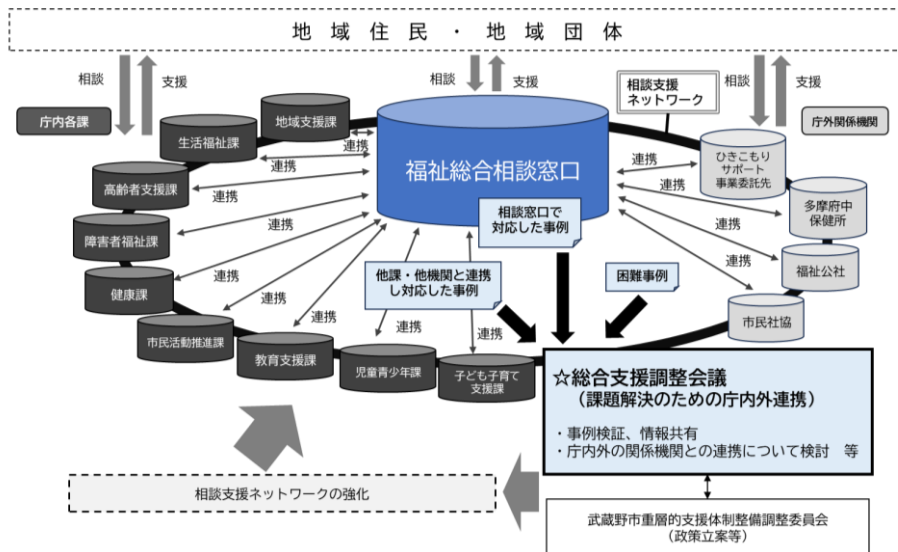 地域住民・地域団体
相談
支援
相談
支援
相談
支援
相談支援
ネットワーク
庁内各課
庁外関係機関
地域支援課
生活福祉課
高齢者支援課
障害者福祉課
健康課
市民活動推進課
教育支援課
児童青少年課
子ども子育て
支援課
福祉総合相談窓口
ひきこもり
サポート
事業委託先
多摩府中
保健所
福祉公社
市民社協
連携
連携
連携
連携
連携
連携
連携
連携
連携
連携
連携
連携
連携
相談窓口で
対応した事例
他課・他機関と連携
し対応した事例
困難事例
☆総合支援調整会議
（課題解決のための庁内外連携）
・事例検証、情報共有
・庁内外の関係機関との連携について検討　等
相談支援ネットワークの強化
武蔵野市重層的支援体制整備調整委員会
（政策立案等）